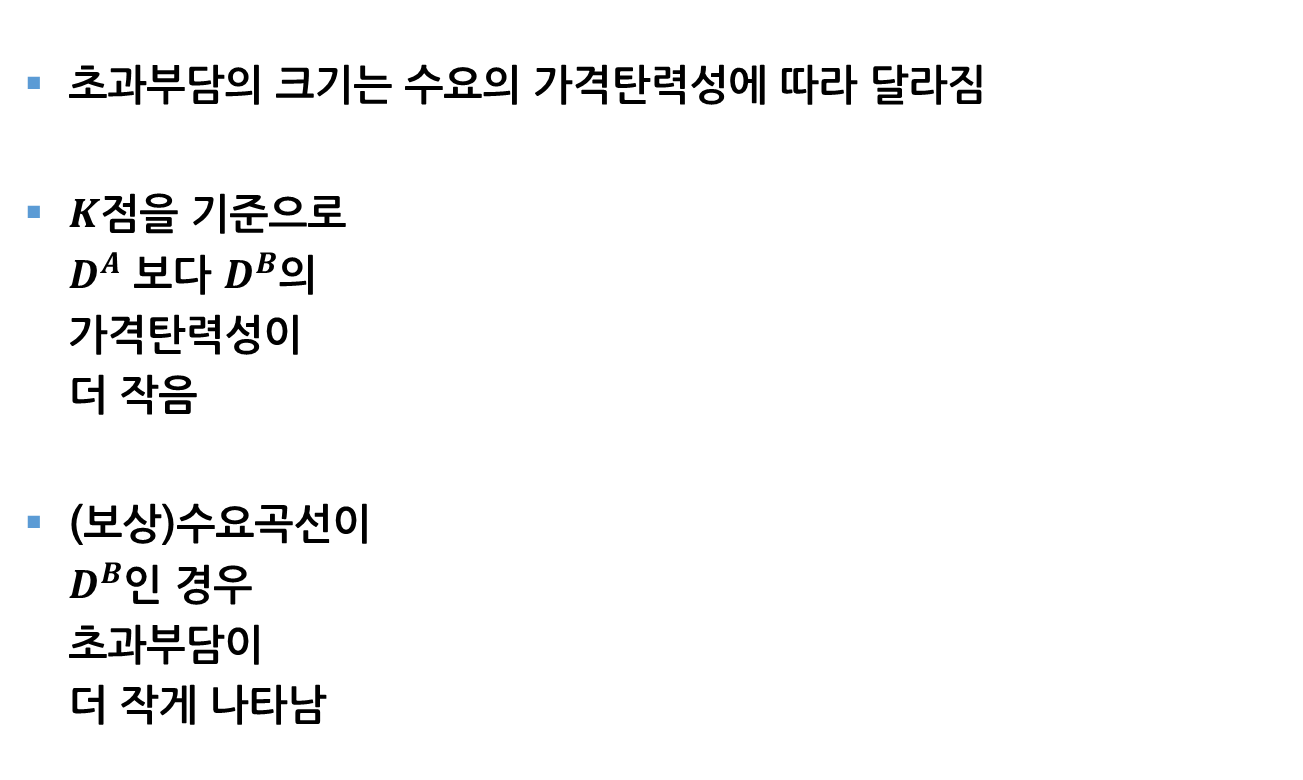 ▪ 초과부담의 크기는 수요의 가격탄력성에 따라 달라짐
▪ K점을 기준으로
D^A 보다 D^B의
가격탄력성이
더 작음
▪ (보상)수요곡선이
D^B인 경우
초과부담이
더 작게 나타남